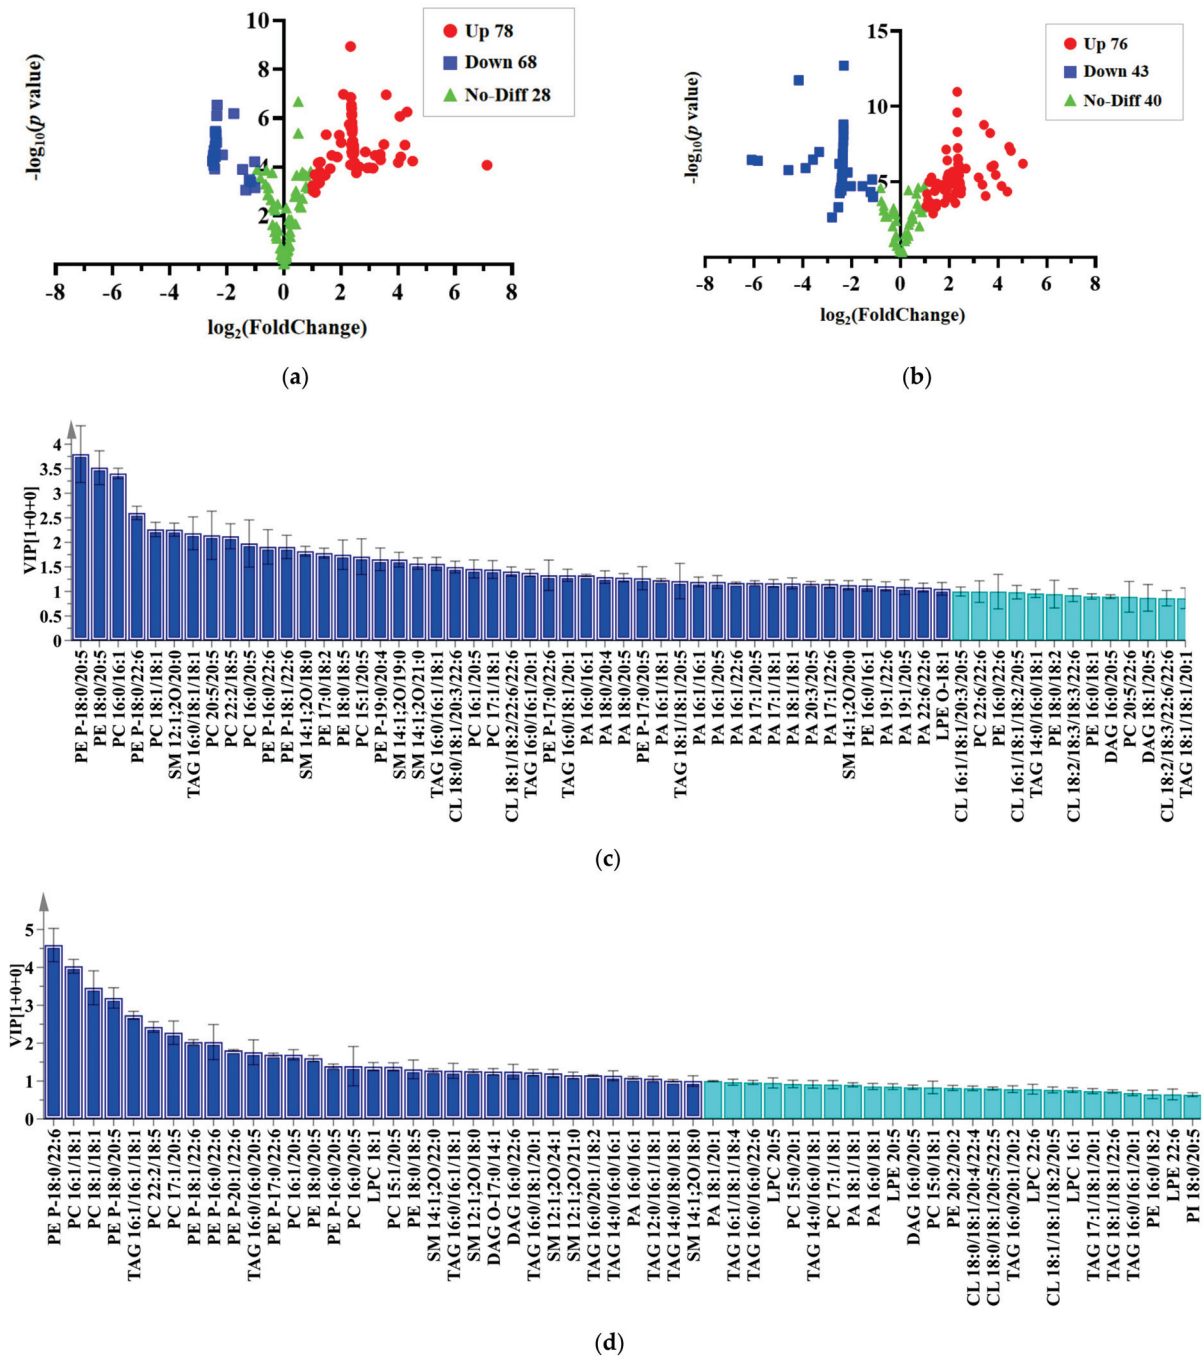 10
8
6
4
2
-8
-6
-4
-2
0
2
4
6
8
-log10(p value)
log2(FoldChange)
Up 78
Down 68
No-Diff 28
(a)
15
10
5
-8
-6
-4
-2
0
2
4
6
8
-log10(p value)
log2(FoldChange)
Up 76
Down 43
No-Diff 40
(b)
VIP[1+0+0]
4
3.5
3
2.5
2
1.5
1
0.5
0
PE P-18:0/20:5
PE 18:0/20:5
PC 16:0/16:1
PE P-18:0/22:6
PC 18:1/18:1
SM 12:1;2O/20:0
TAG 16:0/18:1/18:1
PC 20:5/20:5
PC 22:2/18:5
PC 16:0/20:5
PE P-16:0/22:6
PE P-18:1/22:6
SM 14:1;2O/18:0
PE 17:0/18:2
PE 18:0/18:5
PC 15:1/20:5
PE P-19:0/20:4
SM 14:1;2O/19:0
SM 14:1;2O/21:0
TAG 16:0/16:1/18:1
CL 18:0/18:1/20:3/22:6
PC 16:1/20:5
PC 17:1/18:1
CL 18:1/18:2/22:6/22:6
TAG 16:0/16:1/20:1
PE P-17:0/22:6
TAG 16:0/18:1/20:1
PA 16:0/16:1
PA 18:0/20:4
PA 18:0/20:5
PE P-17:0/20:5
PA 16:1/18:1
TAG 18:1/18:1/20:5
PA 16:1/16:1
PA 16:1/20:5
PA 16:1/22:6
PA 17:1/20:5
PA 17:1/18:1
PA 18:1/18:1
PA 20:3/20:5
PA 17:1/22:6
SM 14:1;2O/20:0
PE 16:0/16:1
PA 19:1/22:6
PA 19:1/20:5
PA 22:6/22:6
LPE O-18:1
CL 16:1/18:1/20:3/20:5
PC 22:6/22:6
PE 16:0/22:6
CL 16:1/18:1/18:2/20:5
TAG 14:0/16:0/18:1
PE 18:0/18:2
CL 18:2/18:3/22:6
PE 16:0/18:1
DAG 16:0/20:5
PC 20:5/22:6
DAG 18:1/20:5
CL 18:2/18:3/22:6/22:6
TAG 18:1/18:1/20:1
(c)
VIP[1+0+0]
5
4
3
2
1
0
PE P-18:0/22:6
PC 16:1/18:1
PC 18:1/18:1
PE P-18:0/20:5
TAG 16:1/16:1/18:1
PC 22:2/18:5
PC 17:1/20:5
PE P-18:1/22:6
PE P-16:0/22:6
PE P-20:1/22:6
TAG 16:0/16:0/20:5
PE P-17:0/22:6
PC 16:1/20:5
PE 18:0/20:5
PE P-16:0/20:5
PC 16:0/20:5
LPC 18:1
PC 15:1/20:5
PE 18:0/18:5
SM 14:1;2O/22:0
TAG 16:0/16:1/18:1
SM 12:1;2O/18:0
DAG O-17:0/14:1
DAG 16:0/22:6
TAG 16:0/18:1/20:1
SM 12:1;2O/24:1
SM 12:1;2O/21:0
TAG 16:0/20:1/18:2
TAG 14:0/16:0/16:1
PA 16:0/16:1
TAG 12:0/16:1/18:1
TAG 14:0/18:0/18:1
SM 14:1;2O/18:0
PA 18:1/20:1
TAG 16:1/18:1/18:4
TAG 16:0/16:0/22:6
LPC 20:5
PC 15:0/20:1
TAG 14:0/16:0/18:1
PC 17:1/18:1
PA 18:1/18:1
PA 16:0/18:1
LPE 20:5
DAG 16:0/20:5
PC 15:0/18:1
PE 20:2/20:2
CL 18:0/18:1/20:4/22:4
CL 18:0/18:1/20:5/22:5
TAG 16:0/20:1/20:2
LPC 22:6
CL 18:1/18:1/18:2/20:5
LPC 16:1
TAG 17:1/18:1/20:1
TAG 18:1/18:1/22:6
TAG 16:0/16:1/20:1
PE 16:0/18:2
LPE 22:6
PI 18:0/20:5
(d)